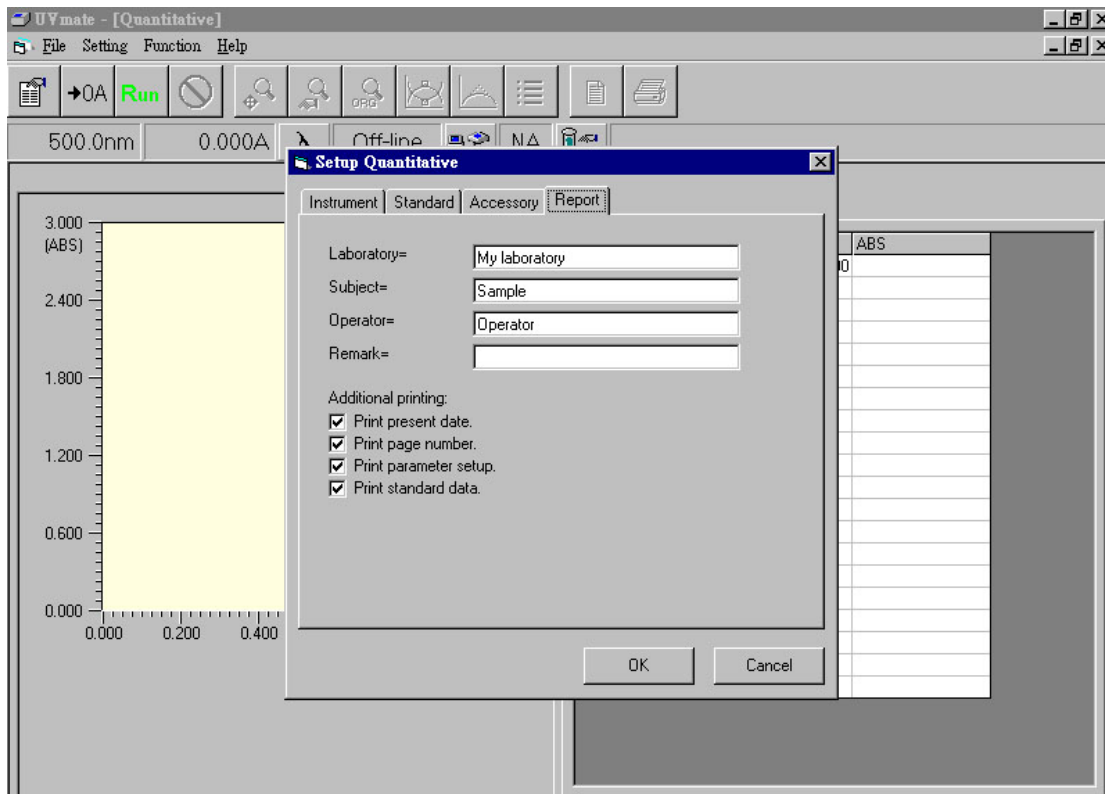 UVmate - [Quantitative]
File Setting Function Help
→0A Run ORG
500.0nm 0.000A λ Off-line NA
Setup Quantitative
Instrument Standard Accessory Report
Laboratory= My laboratory
Subject= Sample
Operator= Operator
Remark=
Additional printing:
Print present date.
Print page number.
Print parameter setup.
Print standard data.
OK Cancel
3.000
(ABS)
2.400
1.800
1.200
0.600
0.000
0.000 0.200 0.400
ABS